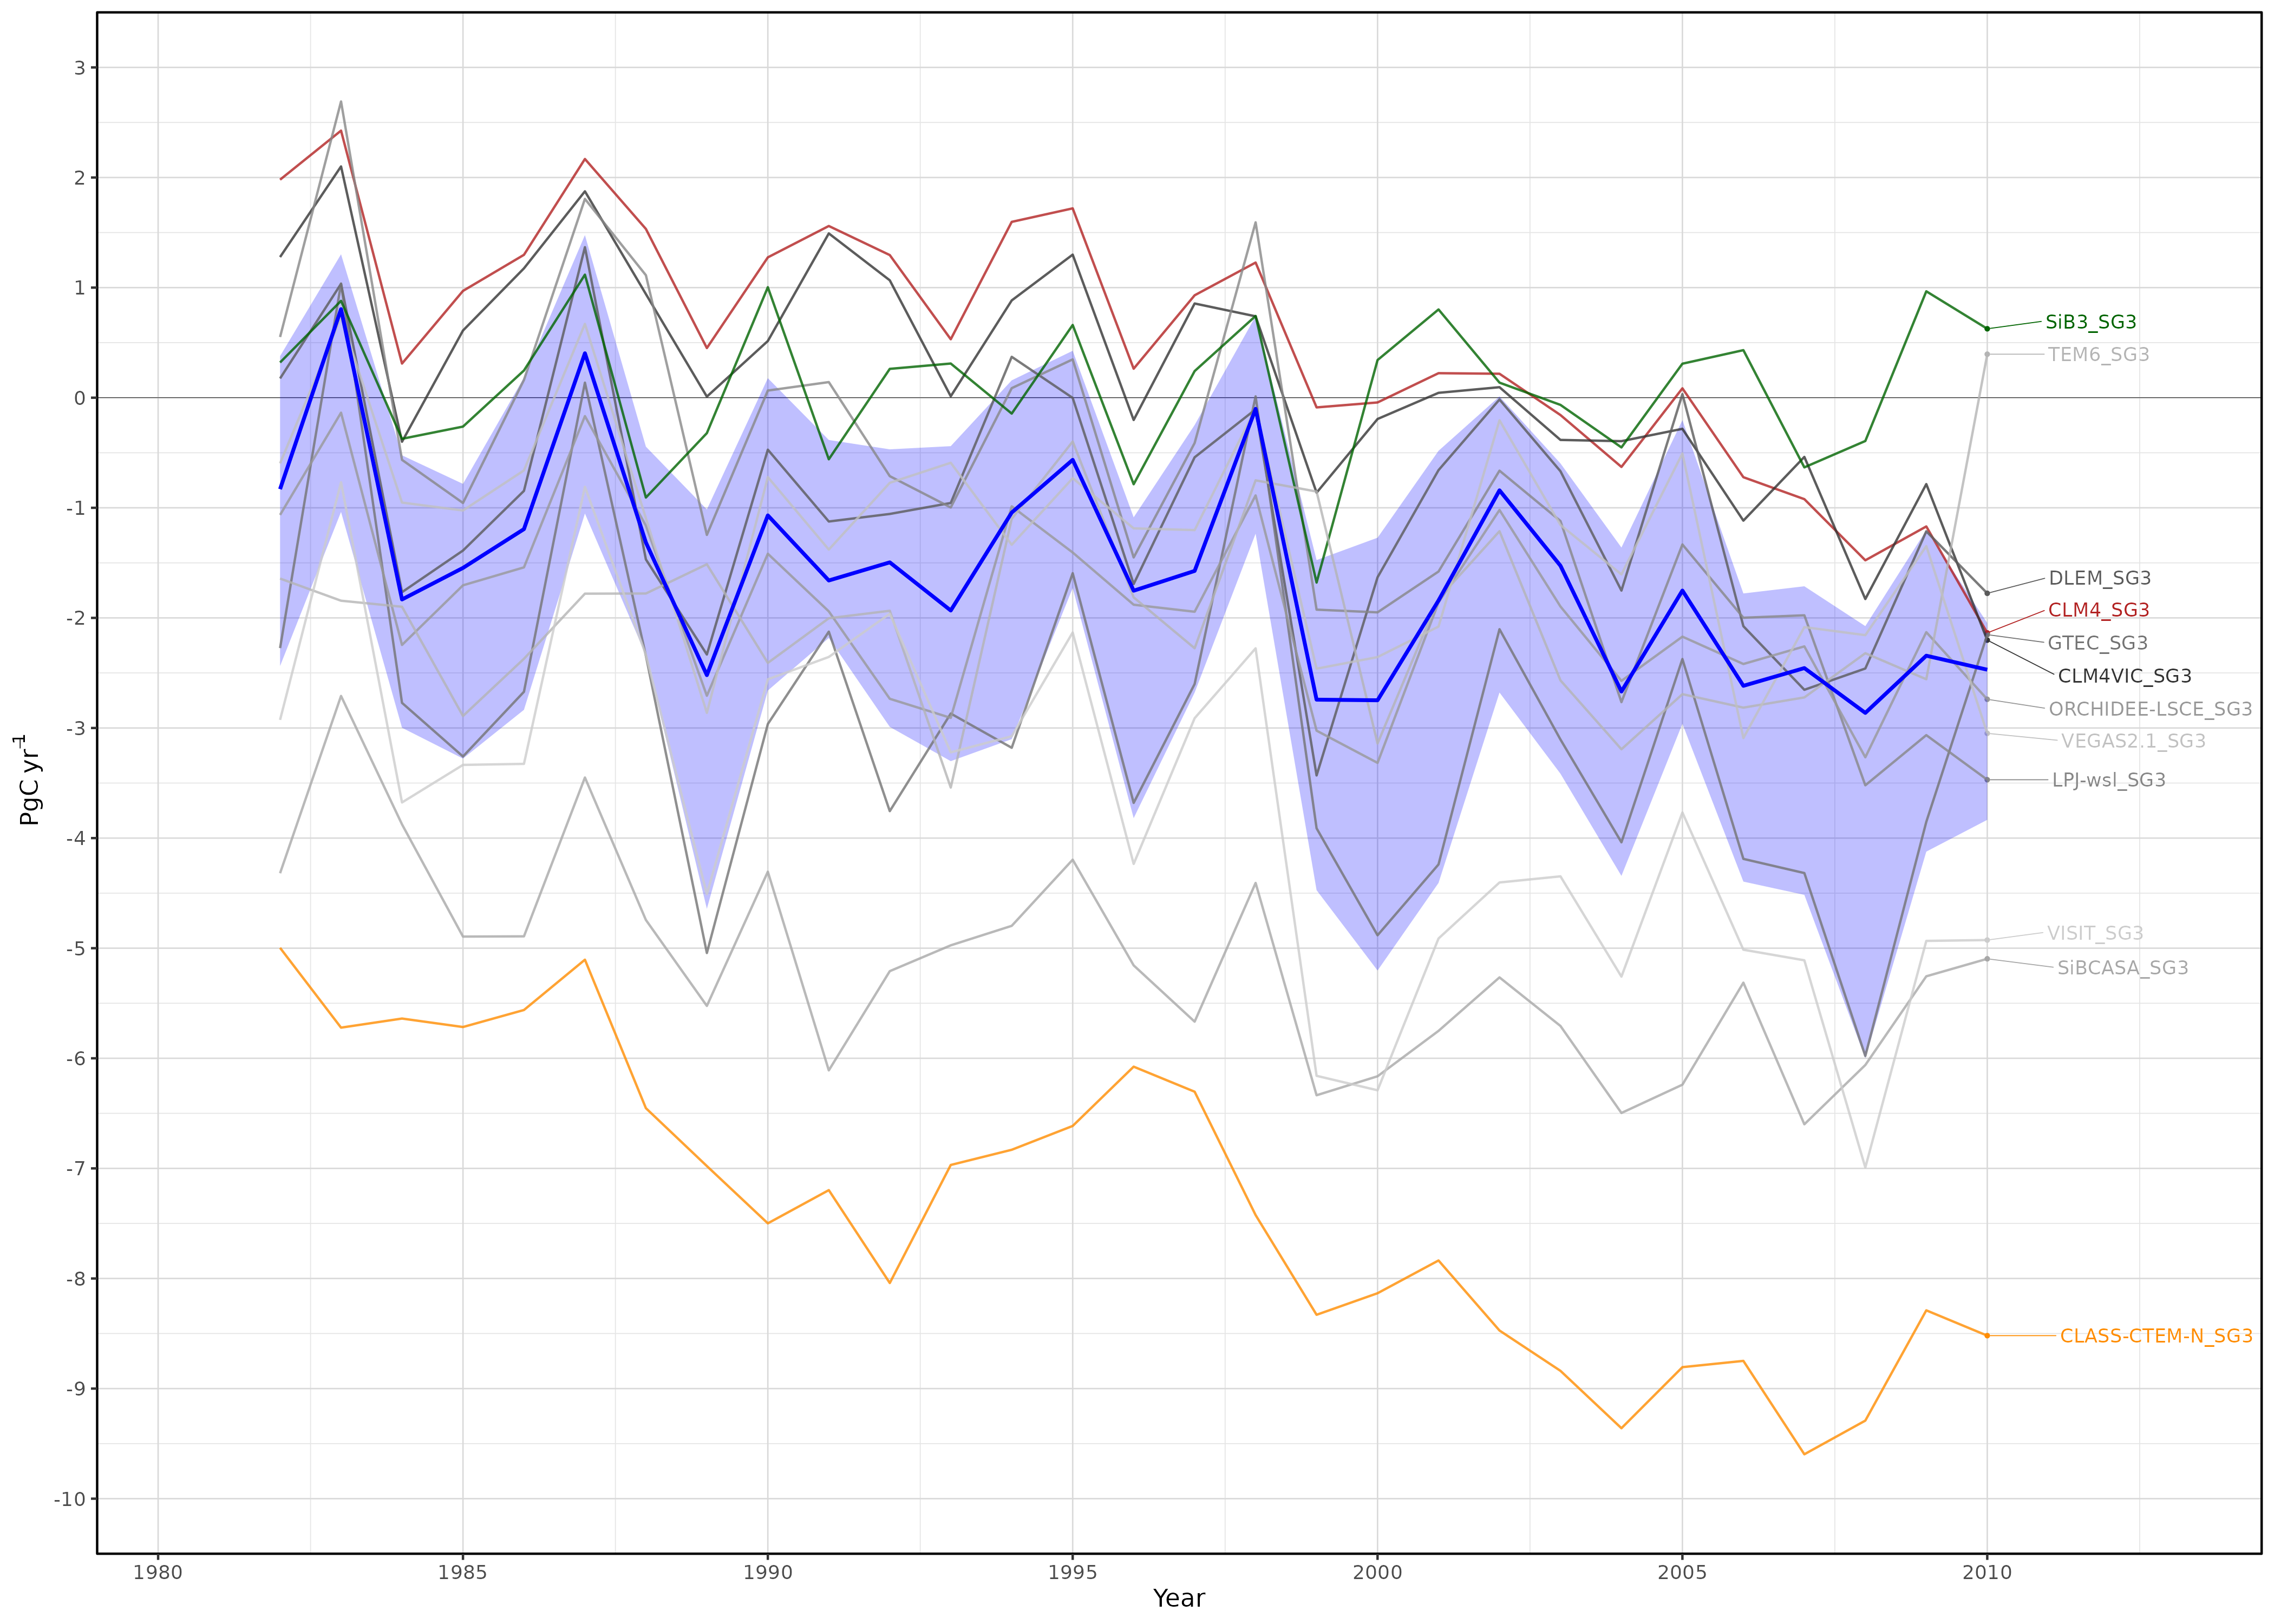 3
2
1
0
-1
-2
-3
-4
-5
-6
-7
-8
-9
-10
PgC yr⁻¹
SiB3_SG3
TEM6_SG3
DLEM_SG3
CLM4_SG3
GTEC_SG3
CLM4VIC_SG3
ORCHIDEE-LSCE_SG3
VEGAS2.1_SG3
LPJ-wsl_SG3
VISIT_SG3
SiBCASA_SG3
CLASS-CTEM-N_SG3
1980 1985 1990 1995 2000 2005 2010
Year